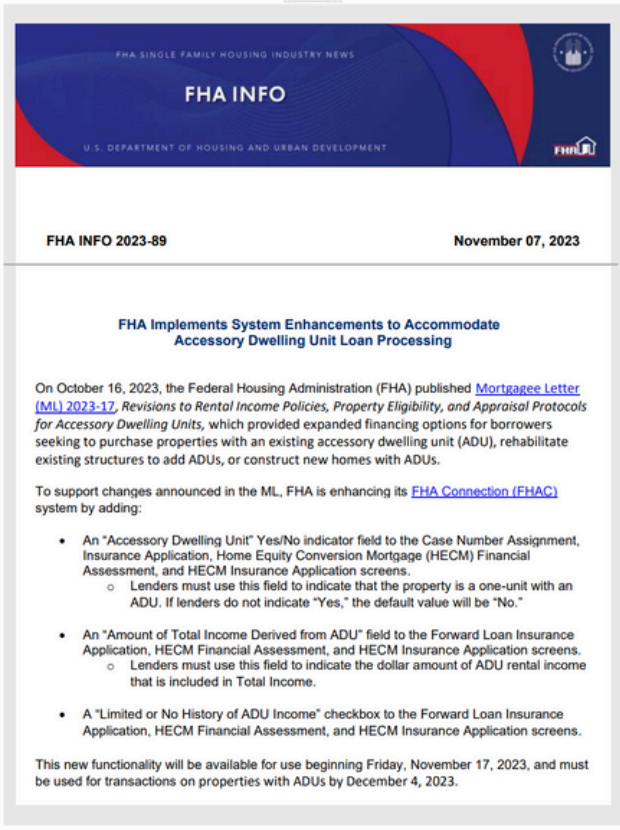 FHA SINGLE FAMILY HOUSING INDUSTRY NEWS
FHA INFO
U.S. DEPARTMENT OF HOUSING AND URBAN DEVELOPMENT
FHA
FHA INFO 2023-89
November 07, 2023
FHA Implements System Enhancements to Accommodate
Accessory Dwelling Unit Loan Processing
On October 16, 2023, the Federal Housing Administration (FHA) published Mortgagee Letter
(ML) 2023-17, Revisions to Rental Income Policies, Property Eligibility, and Appraisal Protocols
for Accessory Dwelling Units, which provided expanded financing options for borrowers
seeking to purchase properties with an existing accessory dwelling unit (ADU), rehabilitate
existing structures to add ADUs, or construct new homes with ADUs.
To support changes announced in the ML, FHA is enhancing its FHA Connection (FHAC)
system by adding:
• An “Accessory Dwelling Unit” Yes/No indicator field to the Case Number Assignment,
Insurance Application, Home Equity Conversion Mortgage (HECM) Financial
Assessment, and HECM Insurance Application screens.
o Lenders must use this field to indicate that the property is a one-unit with an
ADU. If lenders do not indicate “Yes,” the default value will be “No.”
• An “Amount of Total Income Derived from ADU” field to the Forward Loan Insurance
Application, HECM Financial Assessment, and HECM Insurance Application screens.
o Lenders must use this field to indicate the dollar amount of ADU rental income
that is included in Total Income.
• A “Limited or No History of ADU Income” checkbox to the Forward Loan Insurance
Application, HECM Financial Assessment, and HECM Insurance Application screens.
This new functionality will be available for use beginning Friday, November 17, 2023, and must
be used for transactions on properties with ADUs by December 4, 2023.